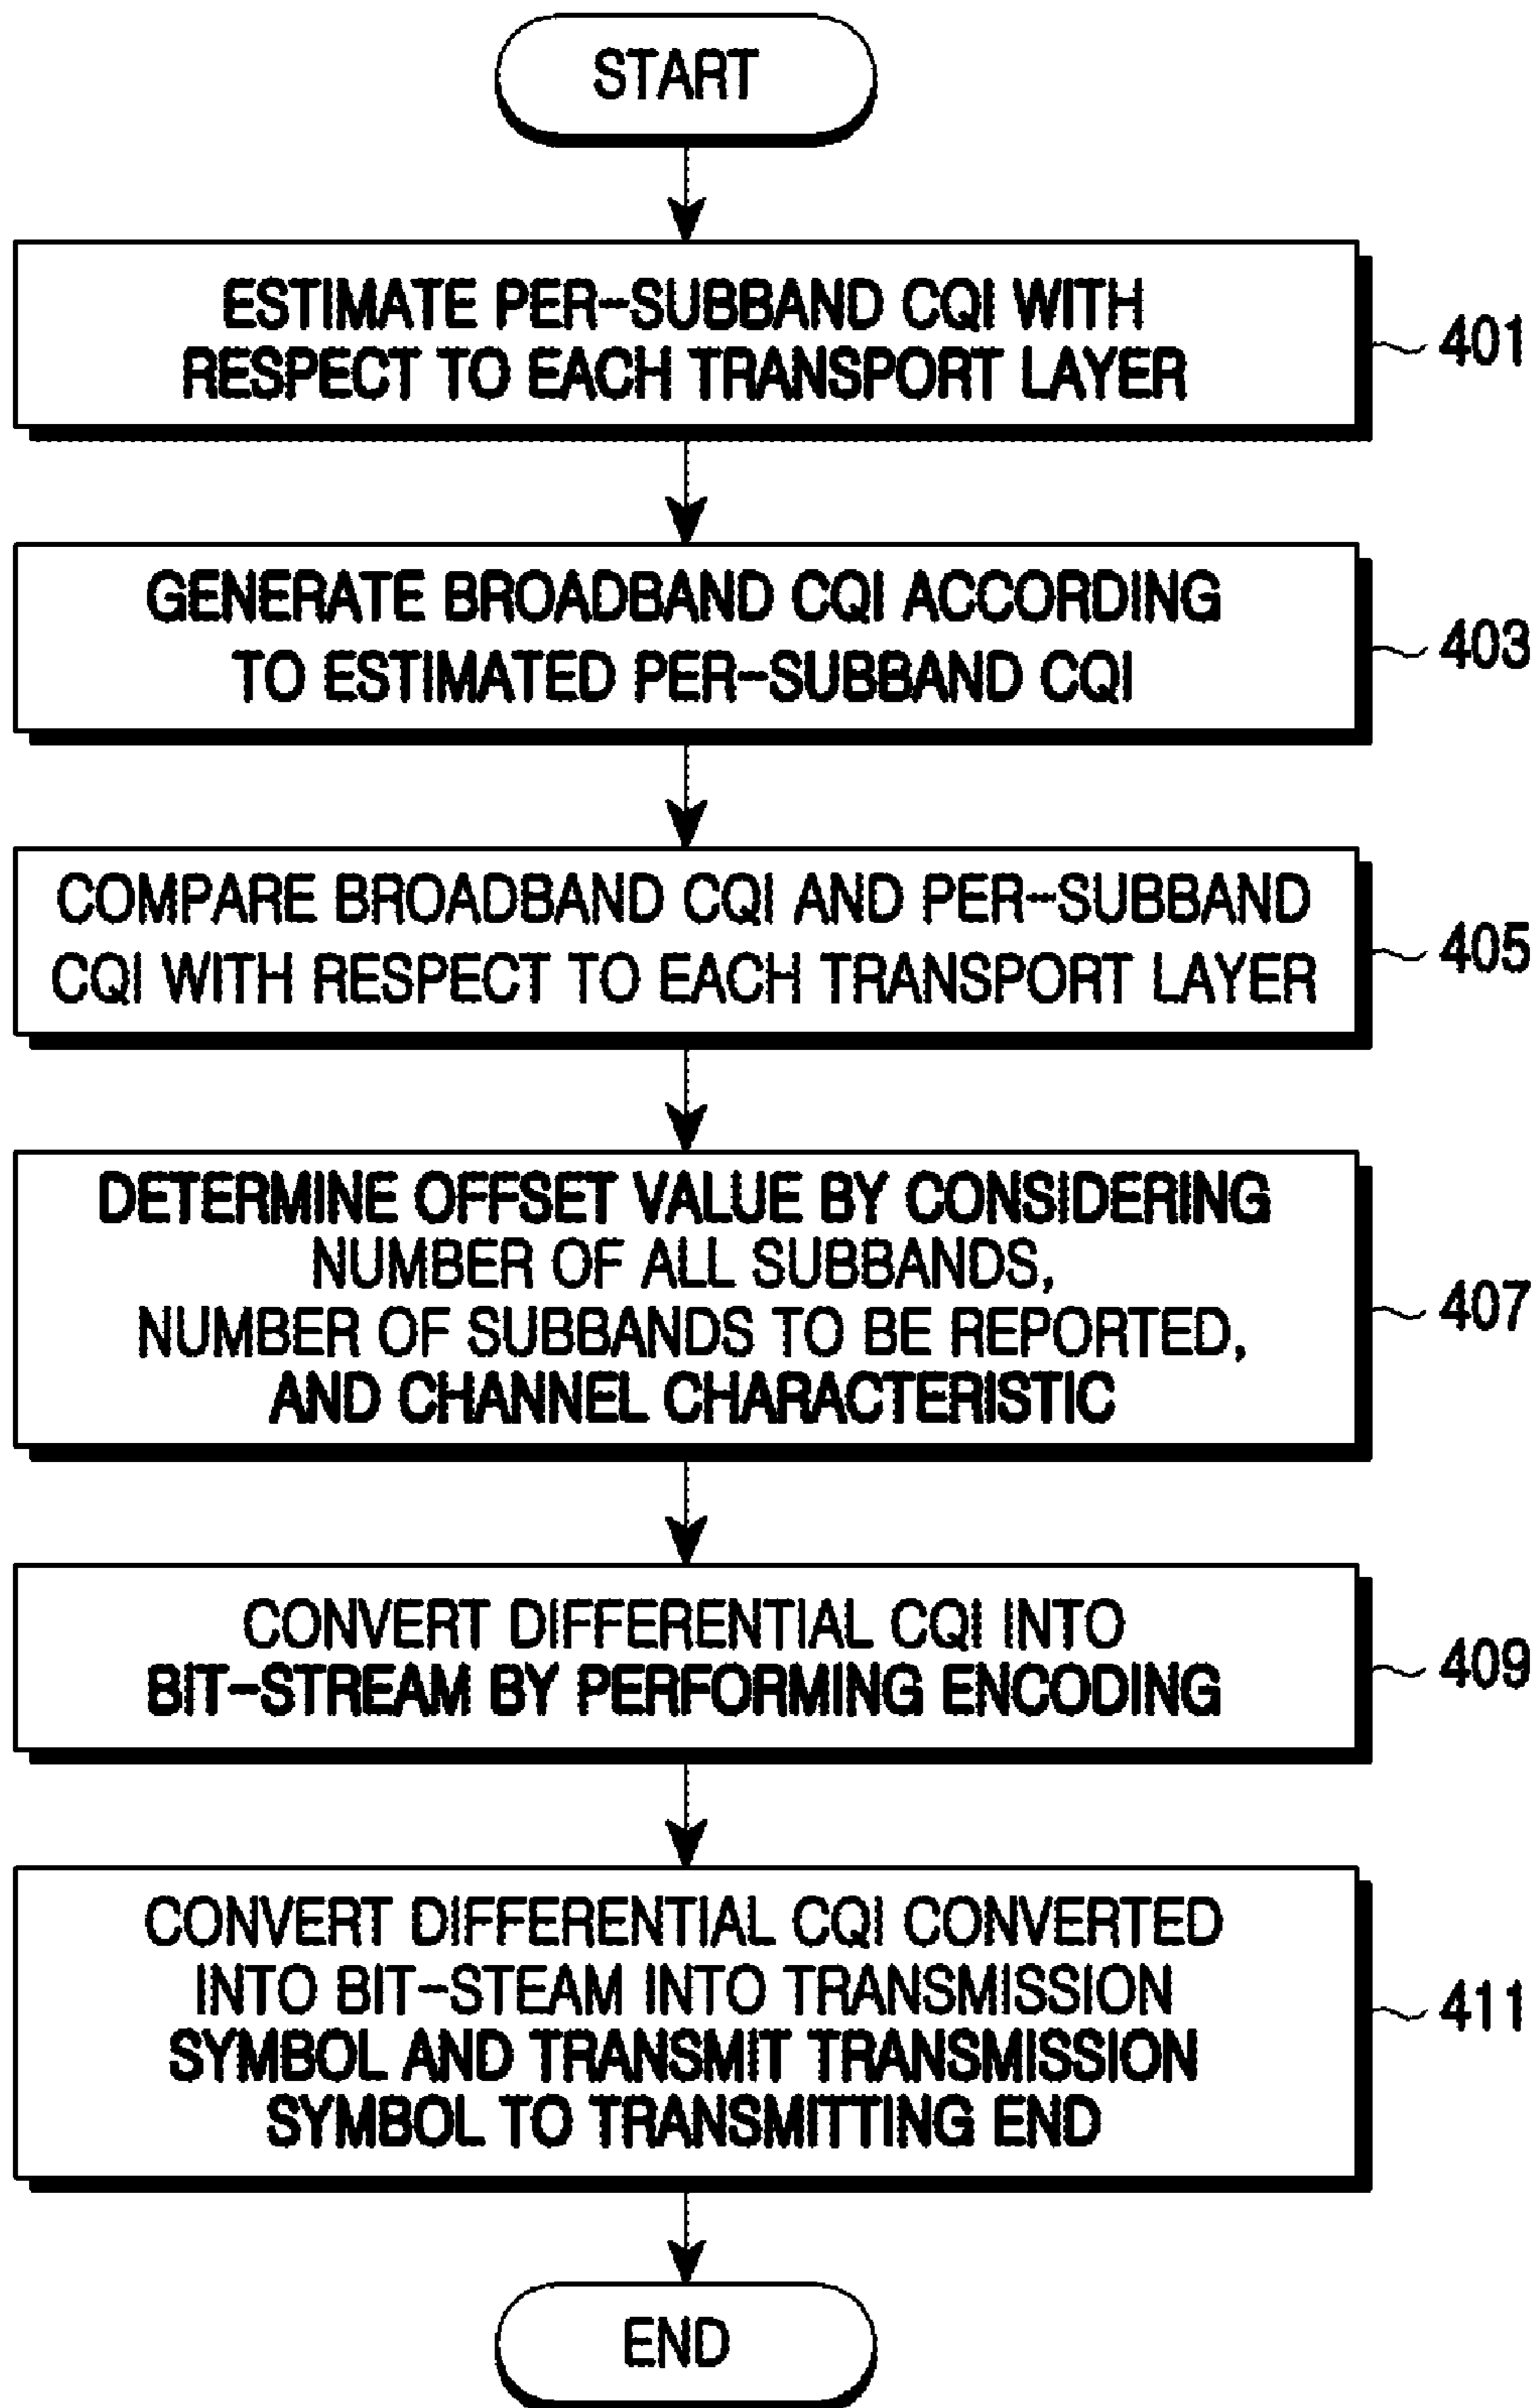 START
ESTIMATE PER-SUBBAND CQI WITH
RESPECT TO EACH TRANSPORT LAYER
401
GENERATE BROADBAND CQI ACCORDING
TO ESTIMATED PER-SUBBAND CQI
403
COMPARE BROADBAND CQI AND PER-SUBBAND
CQI WITH RESPECT TO EACH TRANSPORT LAYER
405
DETERMINE OFFSET VALUE BY CONSIDERING
NUMBER OF ALL SUBBANDS,
NUMBER OF SUBBANDS TO BE REPORTED,
AND CHANNEL CHARACTERISTIC
407
CONVERT DIFFERENTIAL CQI INTO
BIT-STREAM BY PERFORMING ENCODING
409
CONVERT DIFFERENTIAL CQI CONVERTED
INTO BIT-STEAM INTO TRANSMISSION
SYMBOL AND TRANSMIT TRANSMISSION
SYMBOL TO TRANSMITTING END
411
END